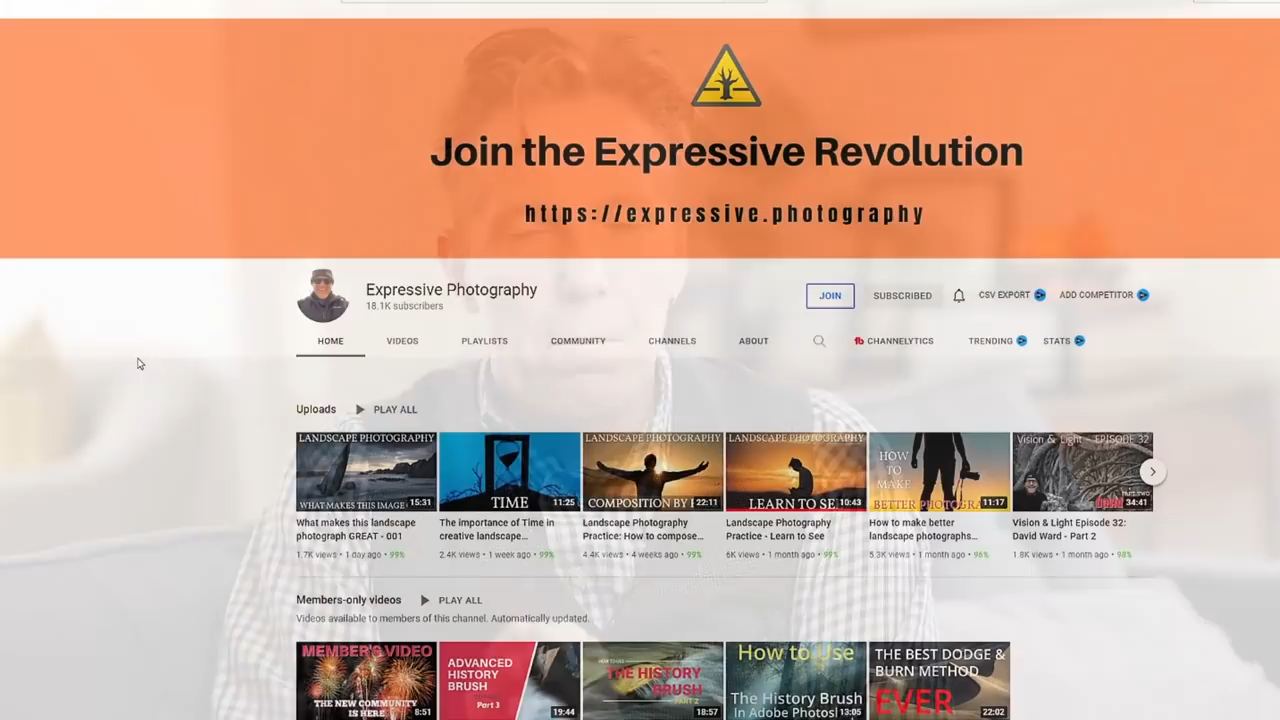 Join the Expressive Revolution
https://expressive.photography
Expressive Photography
18.1K subscribers
JOIN
SUBSCRIBED
CSV EXPORT
ADD COMPETITOR
HOME
VIDEOS
PLAYLISTS
COMMUNITY
CHANNELS
ABOUT
fb CHANNELYTICS
TRENDING
STATS
Uploads
PLAY ALL
LANDSCAPE PHOTOGRAPHY
WHAT MAKES THIS IMAGE
15:31
TIME
11:25
LANDSCAPE PHOTOGRAPHY
COMPOSITION BY
22:11
LANDSCAPE PHOTOGRAPHY
LEARN TO SE
10:43
HOW
TO
MAKE
BETTER PHOTOGRA
11:17
Vision & Light - EPISODE 32
34:41
What makes this landscape
photograph GREAT - 001
1.7K views • 1 day ago • 99%
The importance of Time in
creative landscape...
2.4K views • 1 week ago • 99%
Landscape Photography
Practice: How to compose...
4.4K views • 4 weeks ago • 99%
Landscape Photography
Practice - Learn to See
6K views • 1 month ago • 99%
How to make better
landscape photographs...
5.3K views • 1 month ago • 96%
Vision & Light Episode 32:
David Ward - Part 2
1.8K views • 1 month ago • 98%
Members-only videos
PLAY ALL
Videos available to members of this channel. Automatically updated.
MEMBER'S VIDEO
THE NEW COMMUNITY
IS HERE
8:51
ADVANCED
HISTORY
BRUSH
Part 3
19:44
HOW TO USE
THE HISTORY
BRUSH
PART 2
18:57
How to Use
The History Brush
In Adobe Photos
13:05
THE BEST DODGE &
BURN METHOD
EVER
22:02